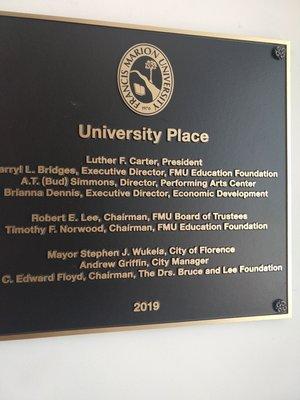 FRANCIS MARION UNIVERSITY
1970
University Place
Luther F. Carter, President
arryl L. Bridges, Executive Director, FMU Education Foundation
A.T. (Bud) Simmons, Director, Performing Arts Center
Brianna Dennis, Executive Director, Economic Development
Robert E. Lee, Chairman, FMU Board of Trustees
Timothy F. Norwood, Chairman, FMU Education Foundation
Mayor Stephen J. Wukela, City of Florence
Andrew Griffin, City Manager
C. Edward Floyd, Chairman, The Drs. Bruce and Lee Foundation
2019